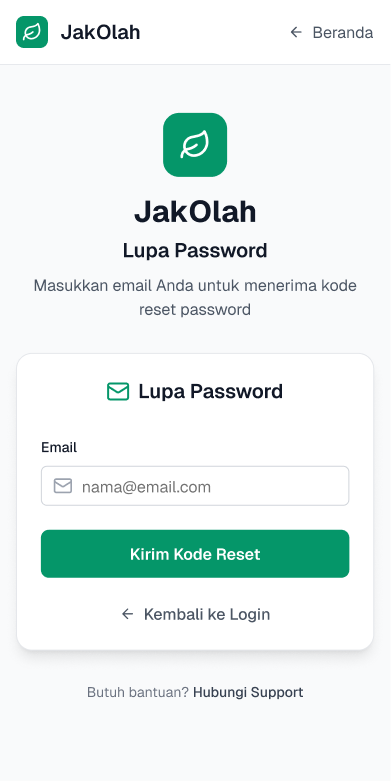 JakOlah
Beranda
JakOlah
Lupa Password
Masukkan email Anda untuk menerima kode
reset password
Lupa Password
Email
nama@email.com
Kirim Kode Reset
Kembali ke Login
Butuh bantuan? Hubungi Support